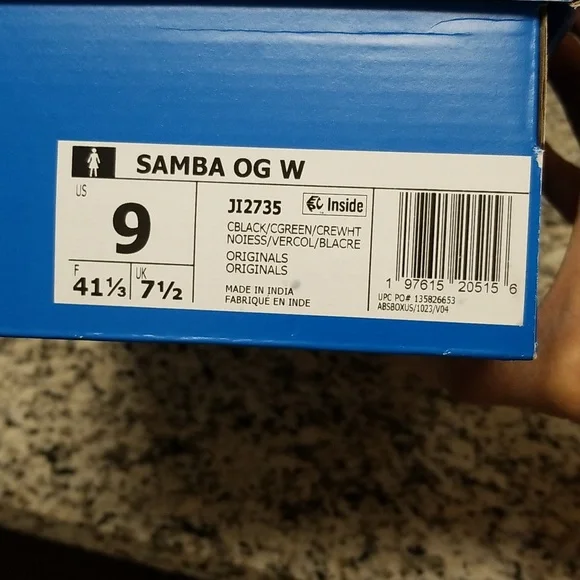 SAMBA OG W
US
9
F
41⅓
UK
7½
JI2735
Inside
CBLACK/CGREEN/CREWHT
NOIESS/VERCOL/BLACRE
ORIGINALS
ORIGINALS
MADE IN INDIA
FABRIQUÉ EN INDE
1 97615 20515 6
UPC PO# 135826653
ABSBOXUS/1023/V04